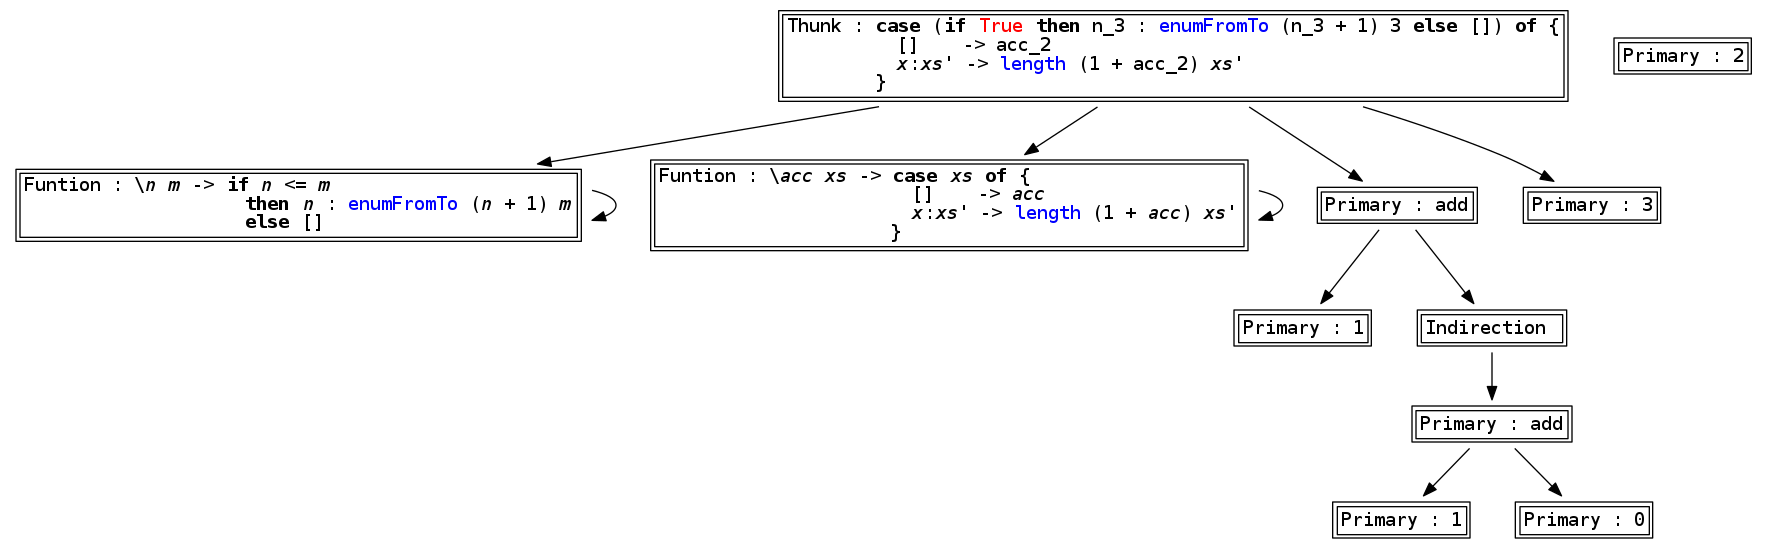 Thunk : case (if True then n_3 : enumFromTo (n_3 + 1) 3 else []) of {
[] -> acc_2
x:xs' -> length (1 + acc_2) xs'
}
Primary : 2
Funtion : \n m -> if n <= m
then n : enumFromTo (n + 1) m
else []
Funtion : \acc xs -> case xs of {
[] -> acc
x:xs' -> length (1 + acc) xs'
}
Primary : add
Primary : 3
Primary : 1
Indirection
Primary : add
Primary : 1
Primary : 0